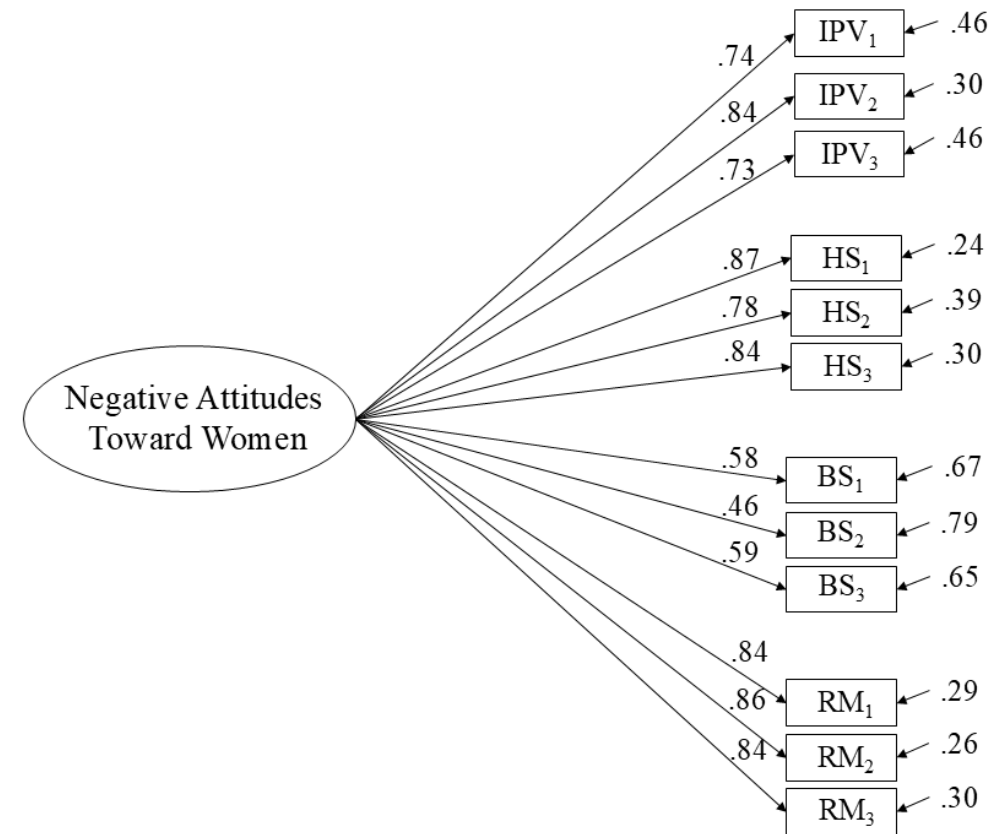 IPV₁ .46
.74
.84 IPV₂ .30
.73 IPV₃ .46
.87 HS₁ .24
.78 HS₂ .39
.84 HS₃ .30
Negative Attitudes
Toward Women
.58 BS₁ .67
.46 BS₂ .79
.59 BS₃ .65
.84 RM₁ .29
.86 RM₂ .26
.84 RM₃ .30